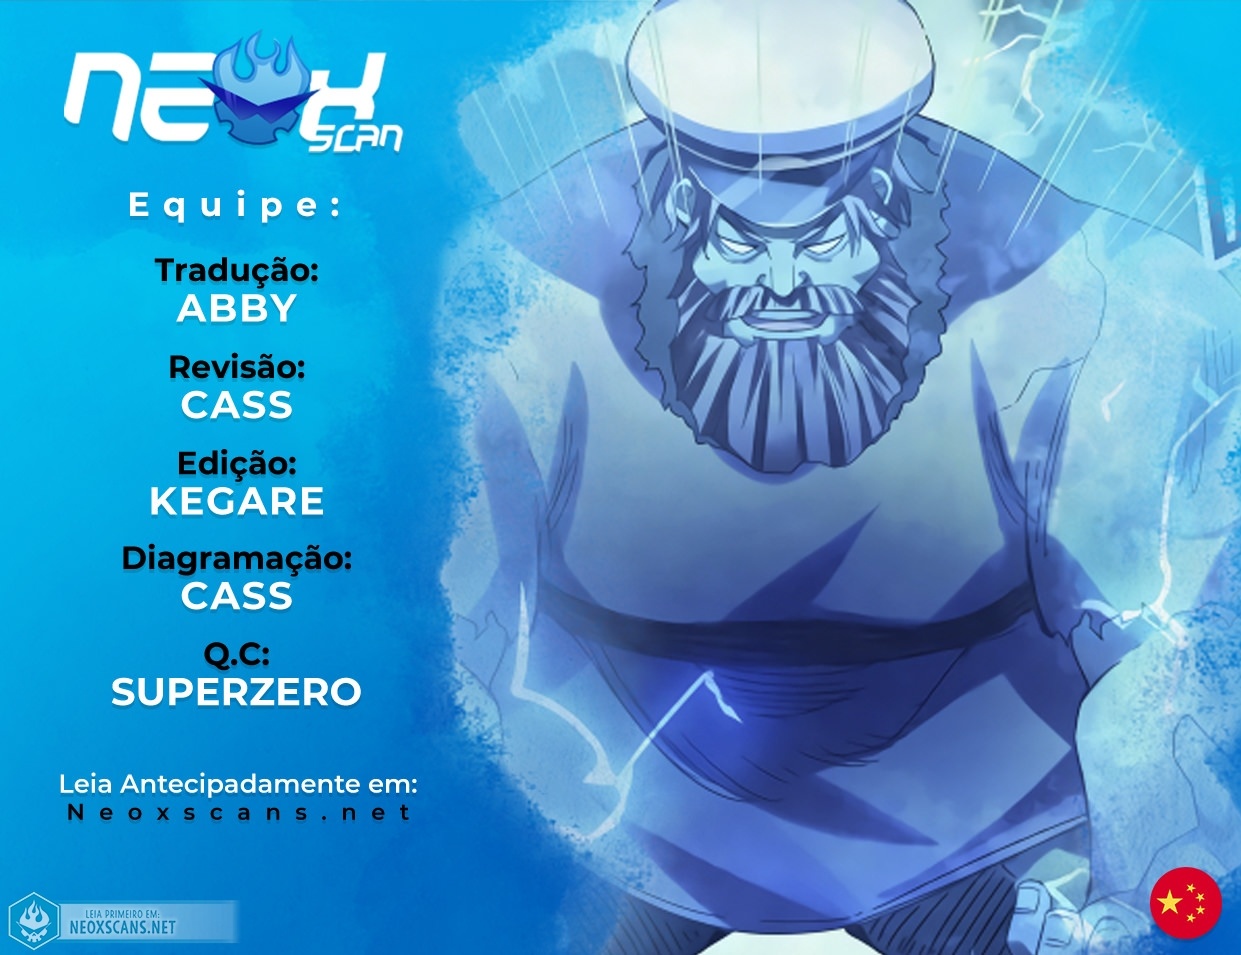 NEOX
SCAN
Equipe:
Tradução:
ABBY
Revisão:
CASS
Edição:
KEGARE
Diagramação:
CASS
Q.C:
SUPERZERO
Leia Antecipadamente em:
Neoxscans.net
LEIA PRIMEIRO EM:
NEOXSCANS.NET